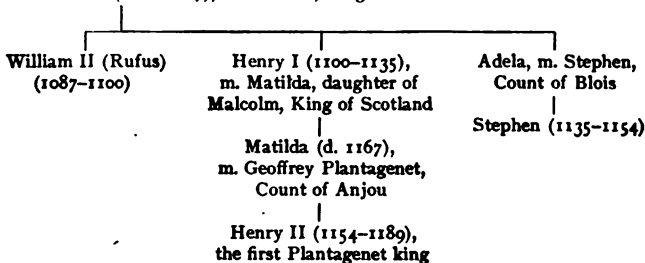 William II (Rufus)
(1087–1100)
Henry I (1100–1135),
m. Matilda, daughter of
Malcolm, King of Scotland
Matilda (d. 1167),
m. Geoffrey Plantagenet,
Count of Anjou
Henry II (1154–1189),
the first Plantagenet king
Adela, m. Stephen,
Count of Blois
Stephen (1135–1154)